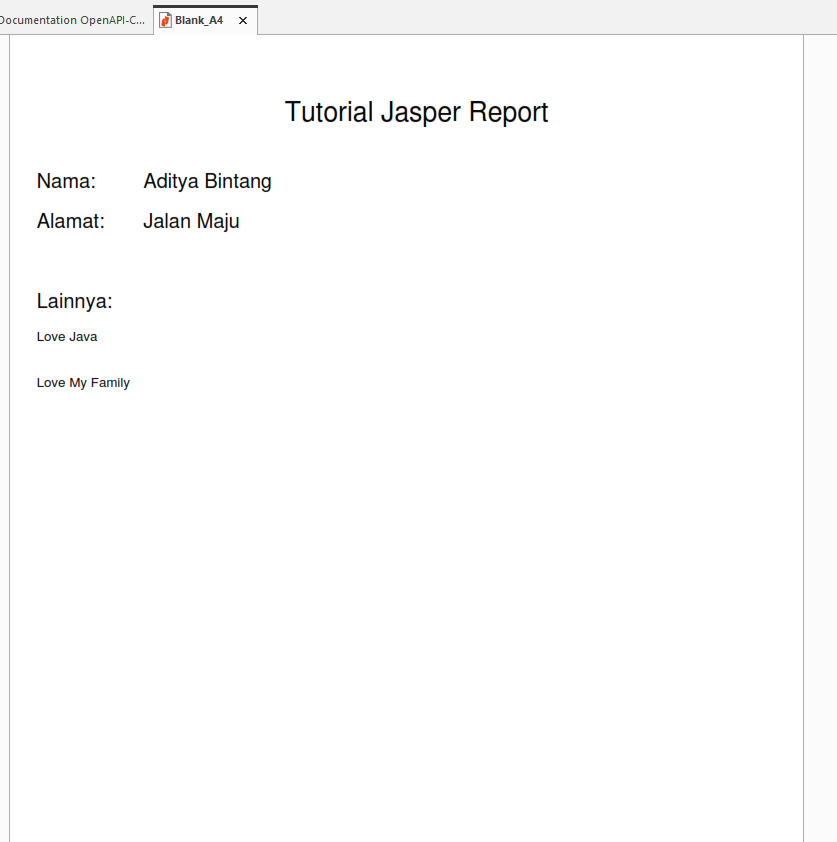 Documentation OpenAPI-C... Blank_A4
Tutorial Jasper Report
Nama: Aditya Bintang
Alamat: Jalan Maju
Lainnya:
Love Java
Love My Family